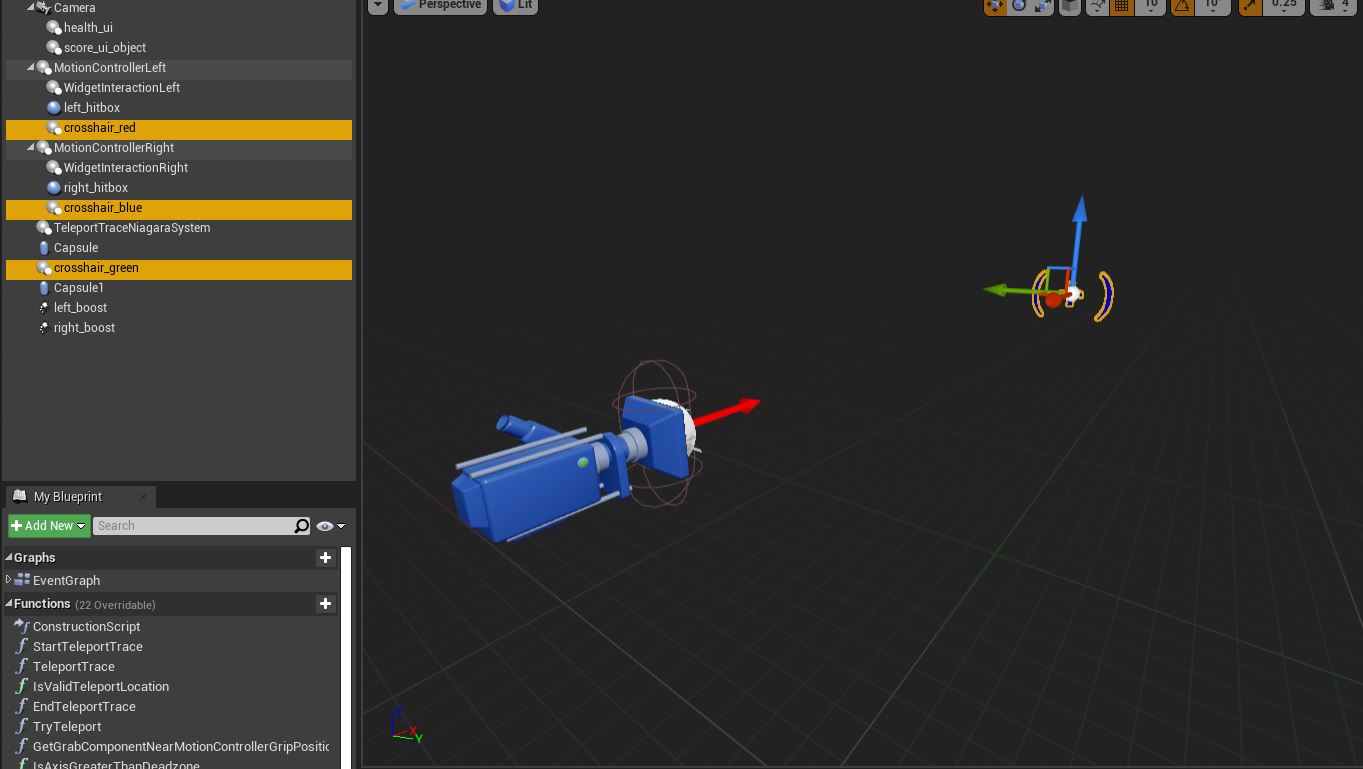 Camera
health_ui
score_ui_object
MotionControllerLeft
WidgetInteractionLeft
left_hitbox
crosshair_red
MotionControllerRight
WidgetInteractionRight
right_hitbox
crosshair_blue
TeleportTraceNiagaraSystem
Capsule
crosshair_green
Capsule1
left_boost
right_boost
My Blueprint
Add New
Search
Graphs
EventGraph
Functions (22 Overridable)
ConstructionScript
StartTeleportTrace
TeleportTrace
IsValidTeleportLocation
EndTeleportTrace
TryTeleport
GetGrabComponentNearMotionControllerGripPositic
IsAxisGreaterThanDeadzone
Perspective
Lit
10
10°
0.25
4
Z
X
Y